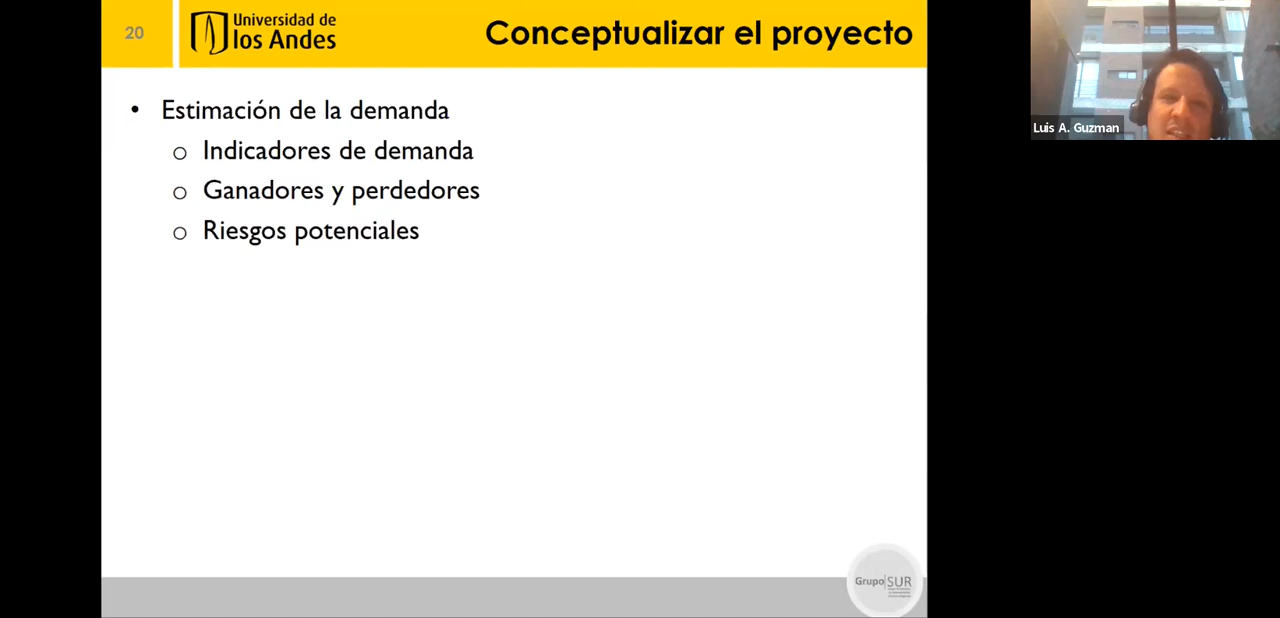 20
Universidad de
los Andes
Conceptualizar el proyecto
• Estimación de la demanda
o Indicadores de demanda
o Ganadores y perdedores
o Riesgos potenciales
Luis A. Guzman
Grupo|SUR